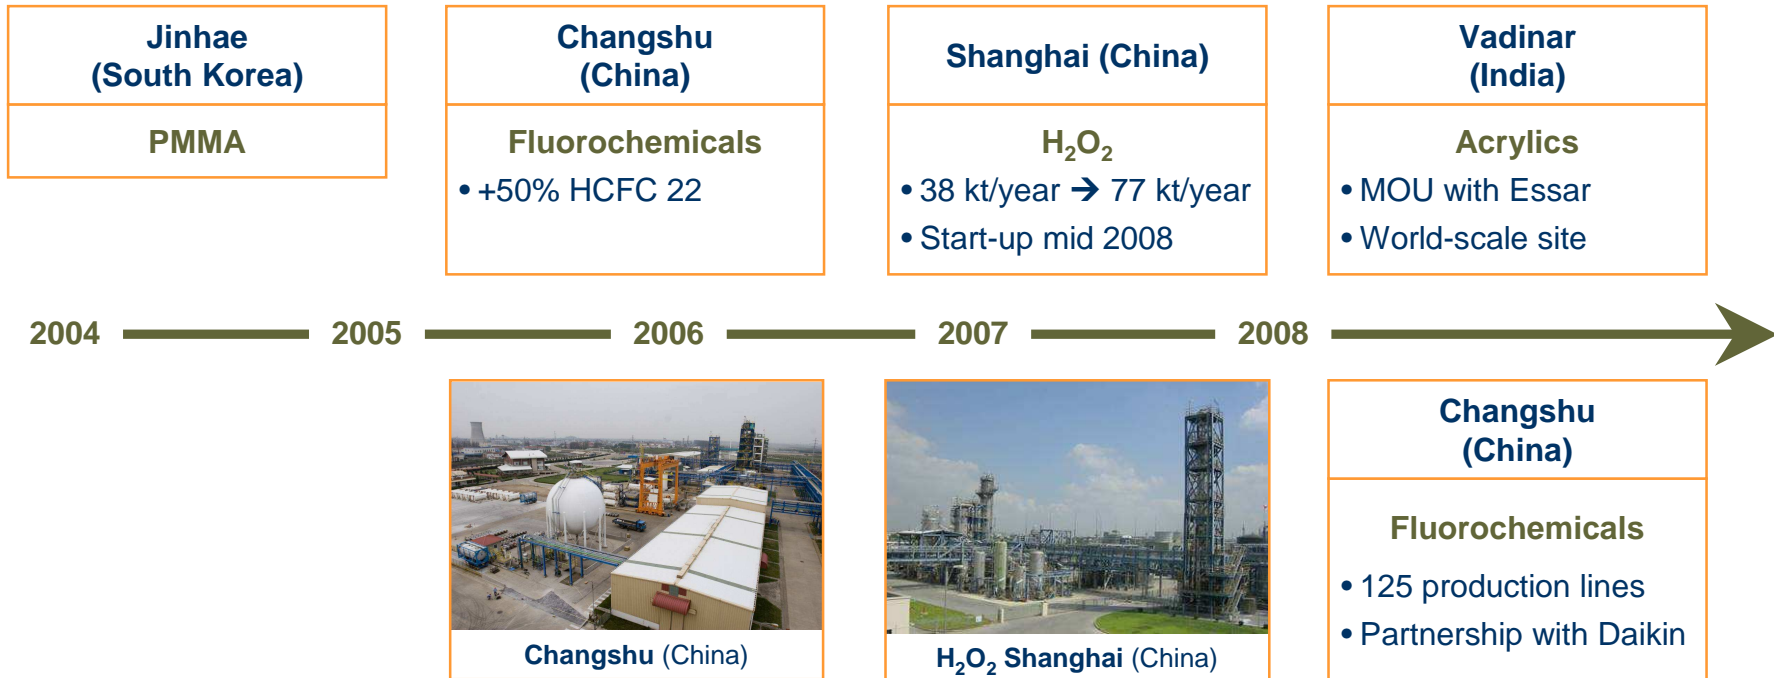 Jinhae
(South Korea)
PMMA
Changshu
(China)
Fluorochemicals
• +50% HCFC 22
Shanghai (China)
H₂O₂
• 38 kt/year ➔ 77 kt/year
• Start-up mid 2008
Vadinar
(India)
Acrylics
• MOU with Essar
• World-scale site
2004
2005
2006
2007
2008
Changshu (China)
H₂O₂ Shanghai (China)
Changshu
(China)
Fluorochemicals
• 125 production lines
• Partnership with Daikin